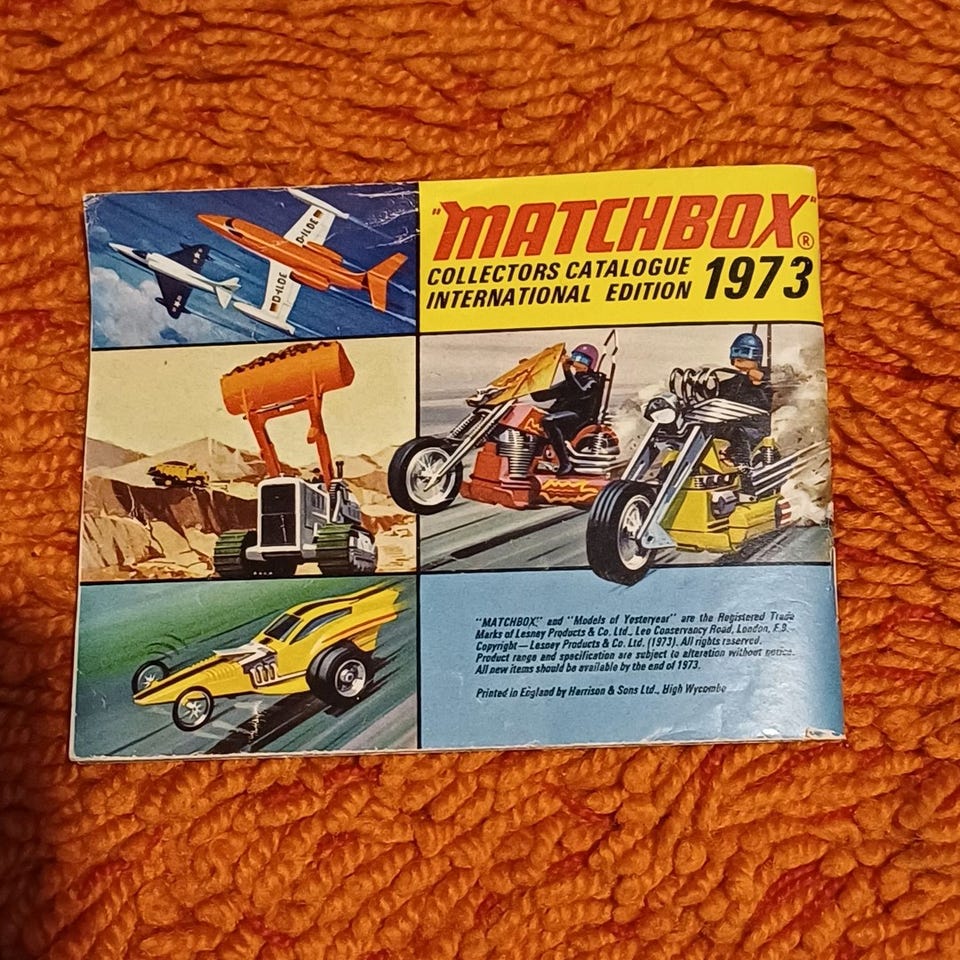 D-ILDE
D-ILDE
"MATCHBOX"®
COLLECTORS CATALOGUE
INTERNATIONAL EDITION 1973
"MATCHBOX" and "Models of Yesteryear" are the Registered Trade
Marks of Lesney Products & Co. Ltd., Lee Conservancy Road, London, E.9.
Copyright—Lesney Products & Co. Ltd. (1973). All rights reserved.
Product range and specification are subject to alteration without notice.
All new items should be available by the end of 1973.
Printed in England by Harrison & Sons Ltd., High Wycombe